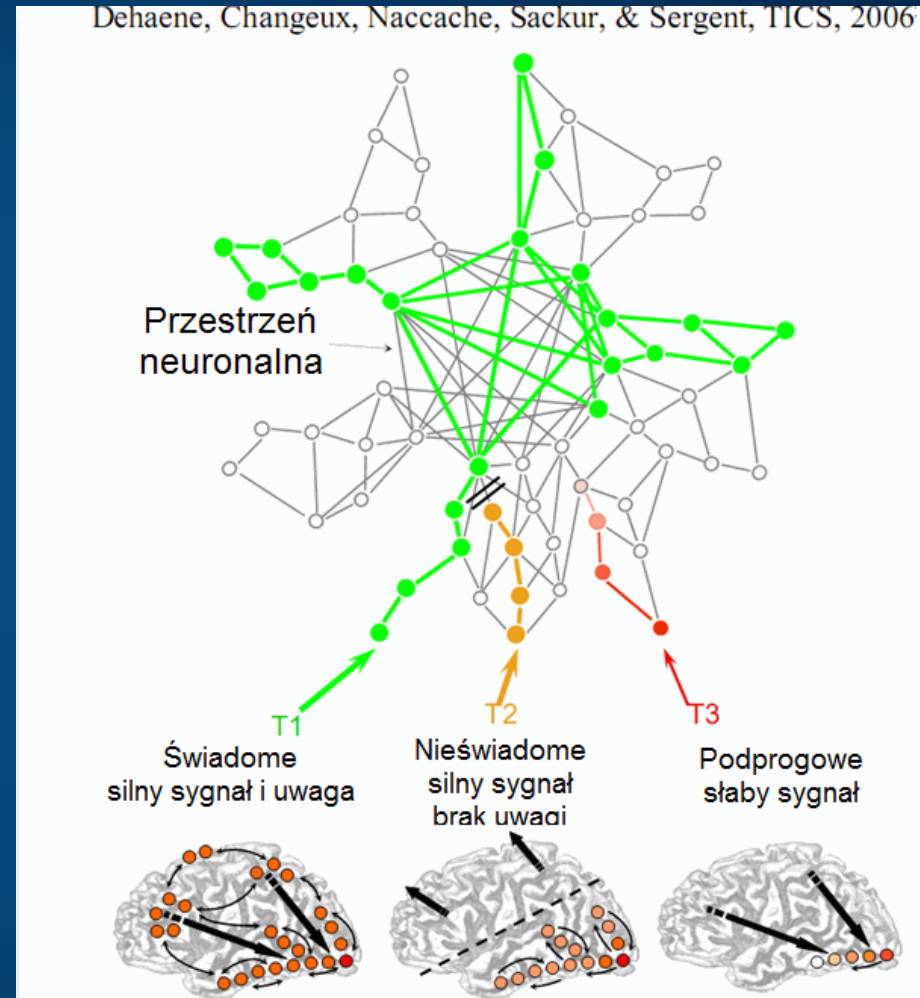 Dehaene, Changeux, Naccache, Sackur, & Sergent, TICS, 2006
Przestrzeń
neuronalna
T1
T2
T3
Świadome
silny sygnał i uwaga
Nieświadome
silny sygnał
brak uwagi
Podprogowe
słaby sygnał